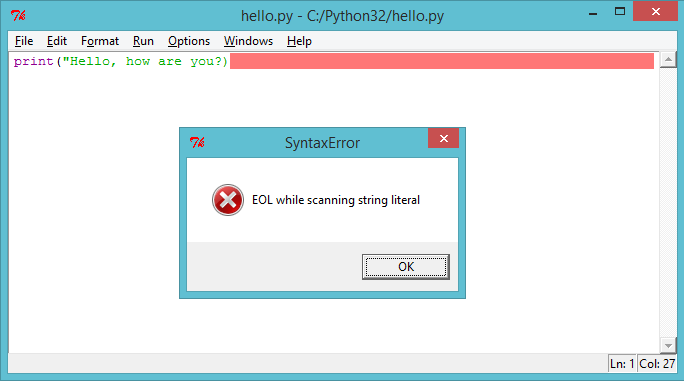 hello.py - C:/Python32/hello.py
File Edit Format Run Options Windows Help
print("Hello, how are you?)
SyntaxError
EOL while scanning string literal
OK
Ln: 1 Col: 27